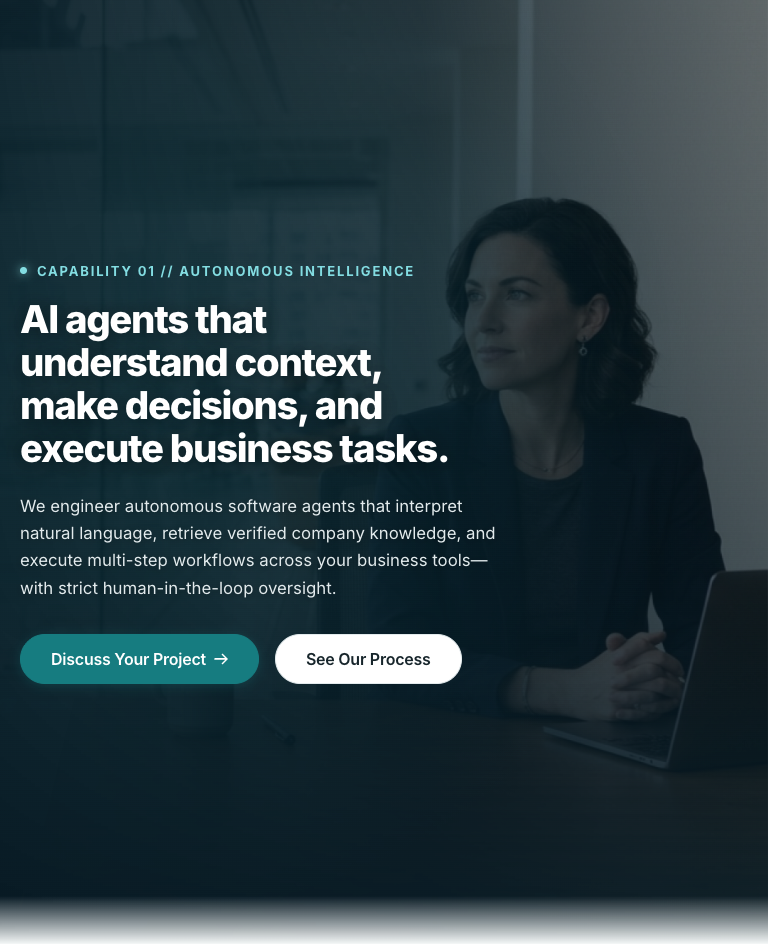 CAPABILITY 01 // AUTONOMOUS INTELLIGENCE
AI agents that
understand context,
make decisions, and
execute business tasks.
We engineer autonomous software agents that interpret
natural language, retrieve verified company knowledge, and
execute multi-step workflows across your business tools—
with strict human-in-the-loop oversight.
Discuss Your Project →
See Our Process